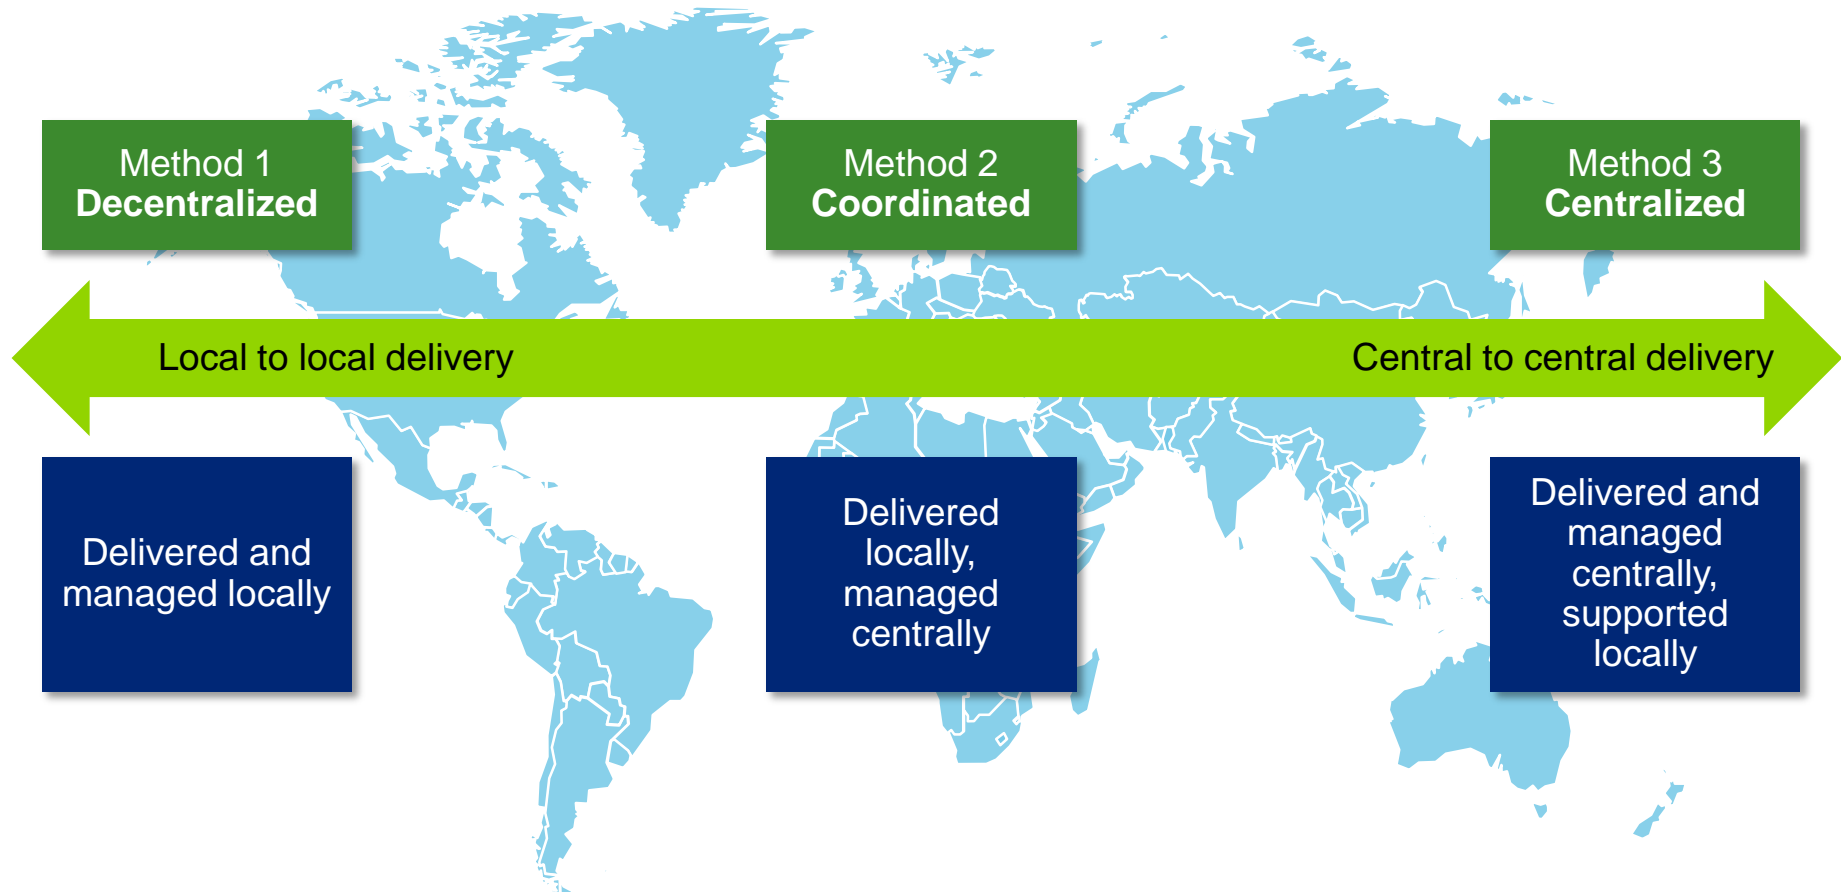 Method 1
Decentralized
Method 2
Coordinated
Method 3
Centralized
Local to local delivery
Central to central delivery
Delivered and
managed locally
Delivered
locally,
managed
centrally
Delivered and
managed
centrally,
supported
locally